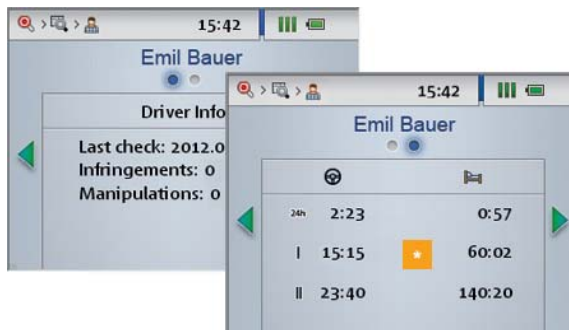 15:42
Emil Bauer
Driver Info
Last check: 2012.0
Infringements: 0
Manipulations: 0
15:42
Emil Bauer
24h 2:23 0:57
I 15:15 * 60:02
II 23:40 140:20